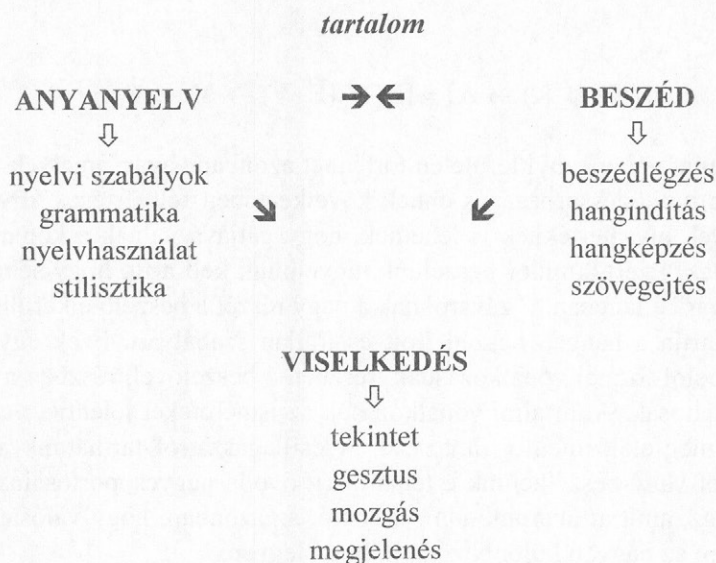 tartalom
ANYANYELV → ← BESZÉD
⇩ ⇩
nyelvi szabályok beszédlégzés
grammatika hangindítás
nyelvhasználat hangképzés
stilisztika szövegejtés
VISELKEDÉS
⇩
tekintet
gesztus
mozgás
megjelenés